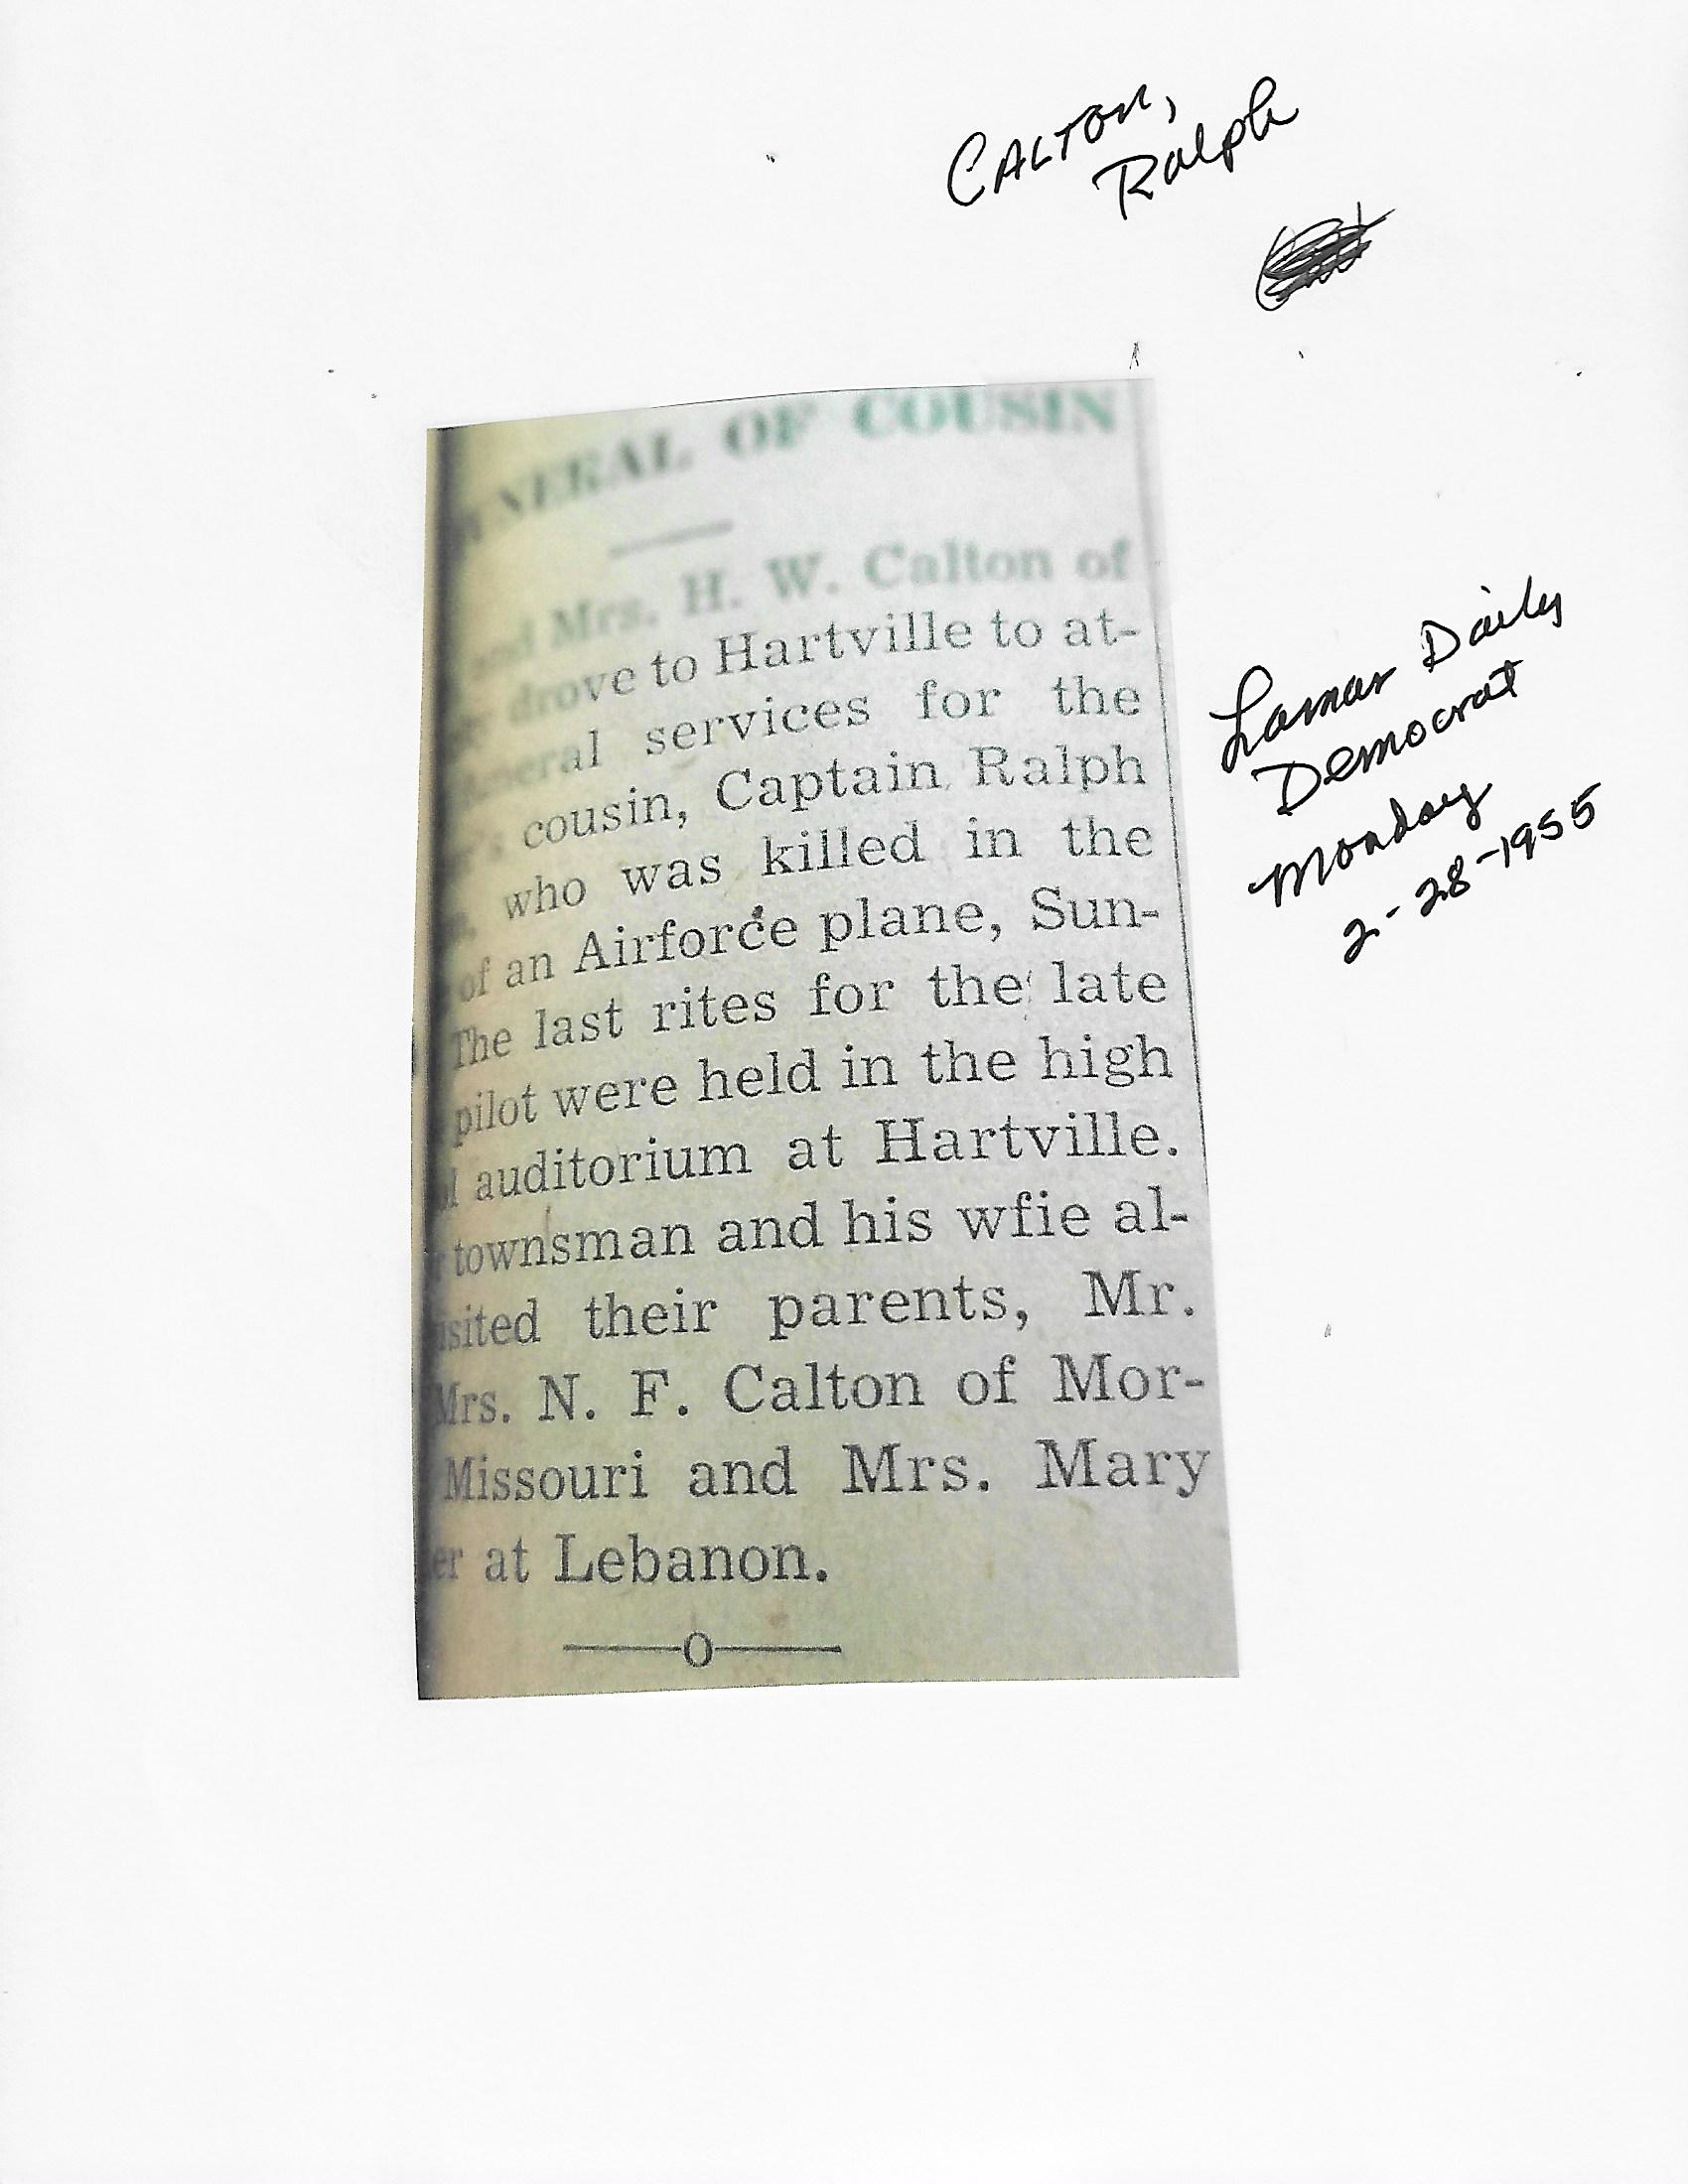 CALTON,
Ralph
NERAL OF COUSIN
and Mrs. H. W. Calton of
drove to Hartville to at-
neral services for the
's cousin, Captain Ralph
who was killed in the
of an Airforce plane, Sun-
The last rites for the late
pilot were held in the high
l auditorium at Hartville.
townsman and his wfie al-
isited their parents, Mr.
Mrs. N. F. Calton of Mor-
Missouri and Mrs. Mary
er at Lebanon.
O
Lamar Daily
Democrat
Monday
2-28-1955